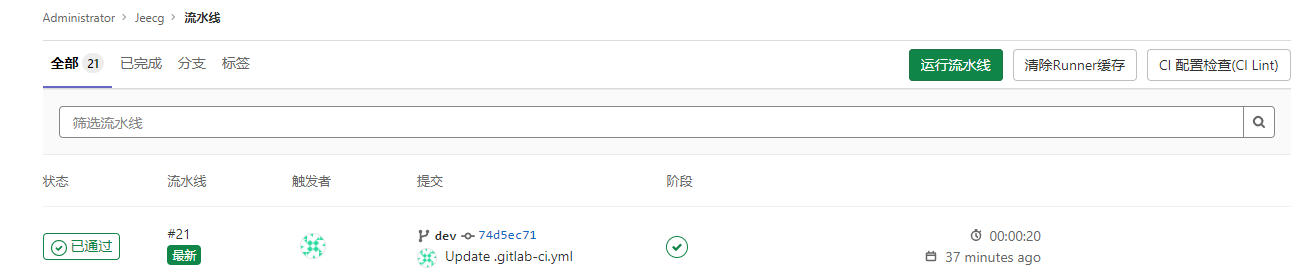 Administrator > Jeecg > 流水线
全部 21 已完成 分支 标签 运行流水线 清除Runner缓存 CI 配置检查(CI Lint)
筛选流水线
状态 流水线 触发者 提交 阶段
已通过 #21 最新 dev 74d5ec71 00:00:20
Update .gitlab-ci.yml 37 minutes ago